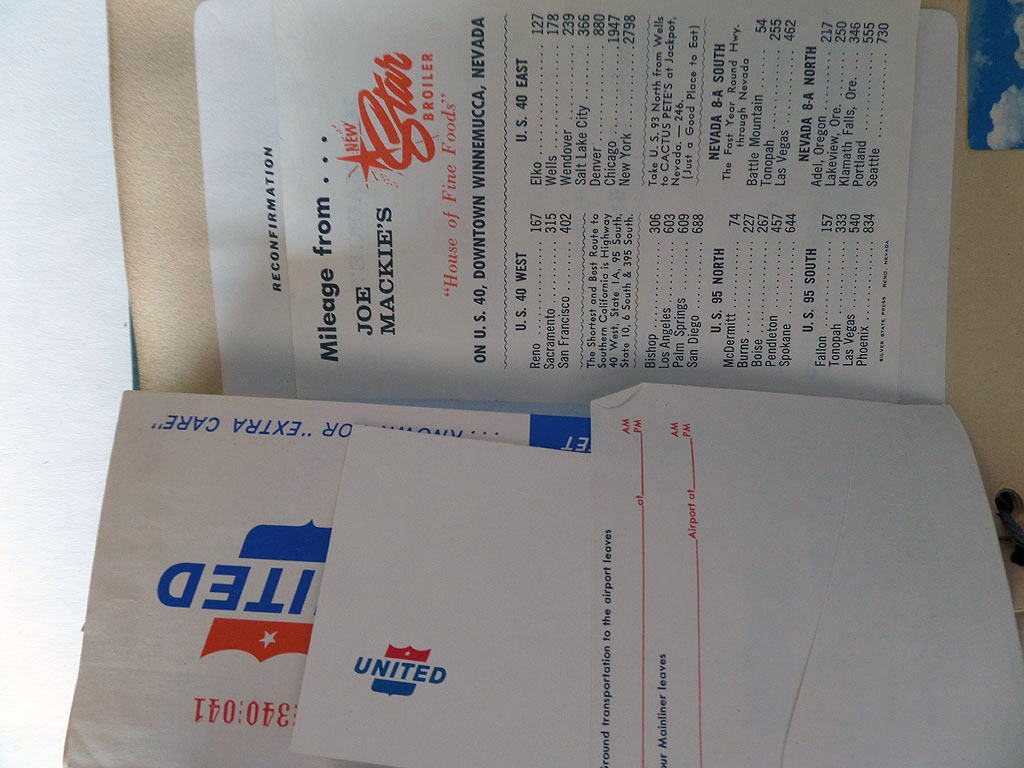 RECONFIRMATION
Mileage from . . . .
JOE
MACKIE'S
NEW
Star
BROILER
"House of Fine Foods"
ON U. S. 40, DOWNTOWN WINNEMUCCA, NEVADA
U. S. 40 WEST
Reno ........ 167
Sacramento ........ 315
San Francisco ........ 402
The Shortest and Best Route to
Southern California is Highway
40 West, State 1A, 95 South,
State 10, 6 South & 395 South.
Bishop ........ 306
Los Angeles ........ 603
Palm Springs ........ 609
San Diego ........ 688
U. S. 95 NORTH
McDermitt ........ 74
Burns ........ 227
Boise ........ 267
Pendleton ........ 457
Spokane ........ 644
U. S. 95 SOUTH
Fallon ........ 157
Tonopah ........ 333
Las Vegas ........ 540
Phoenix ........ 834
SILVER STATE PRESS RENO, NEVADA
U. S. 40 EAST
Elko ........ 127
Wells ........ 178
Wendover ........ 239
Salt Lake City ........ 366
Denver ........ 880
Chicago ........ 1947
New York ........ 2798
Take U. S. 93 North from Wells
to CACTUS PETE'S at Jackpot,
Nevada. — 246.
(Just a Good Place to Eat)
NEVADA 8-A SOUTH
The Fast Year Round Hwy.
through Nevada
Battle Mountain ........ 54
Tonopah ........ 255
Las Vegas ........ 462
NEVADA 8-A NORTH
Adel, Oregon ........ 217
Lakeview, Ore. ........ 250
Klamath Falls, Ore. ........ 346
Portland ........ 555
Seattle ........ 730
....KNOWN OR "EXTRA CARE"
ET
ITED
340:041
UNITED
Ground transportation to the airport leaves
at AM
PM
our Mainliner leaves
Airport at AM
PM